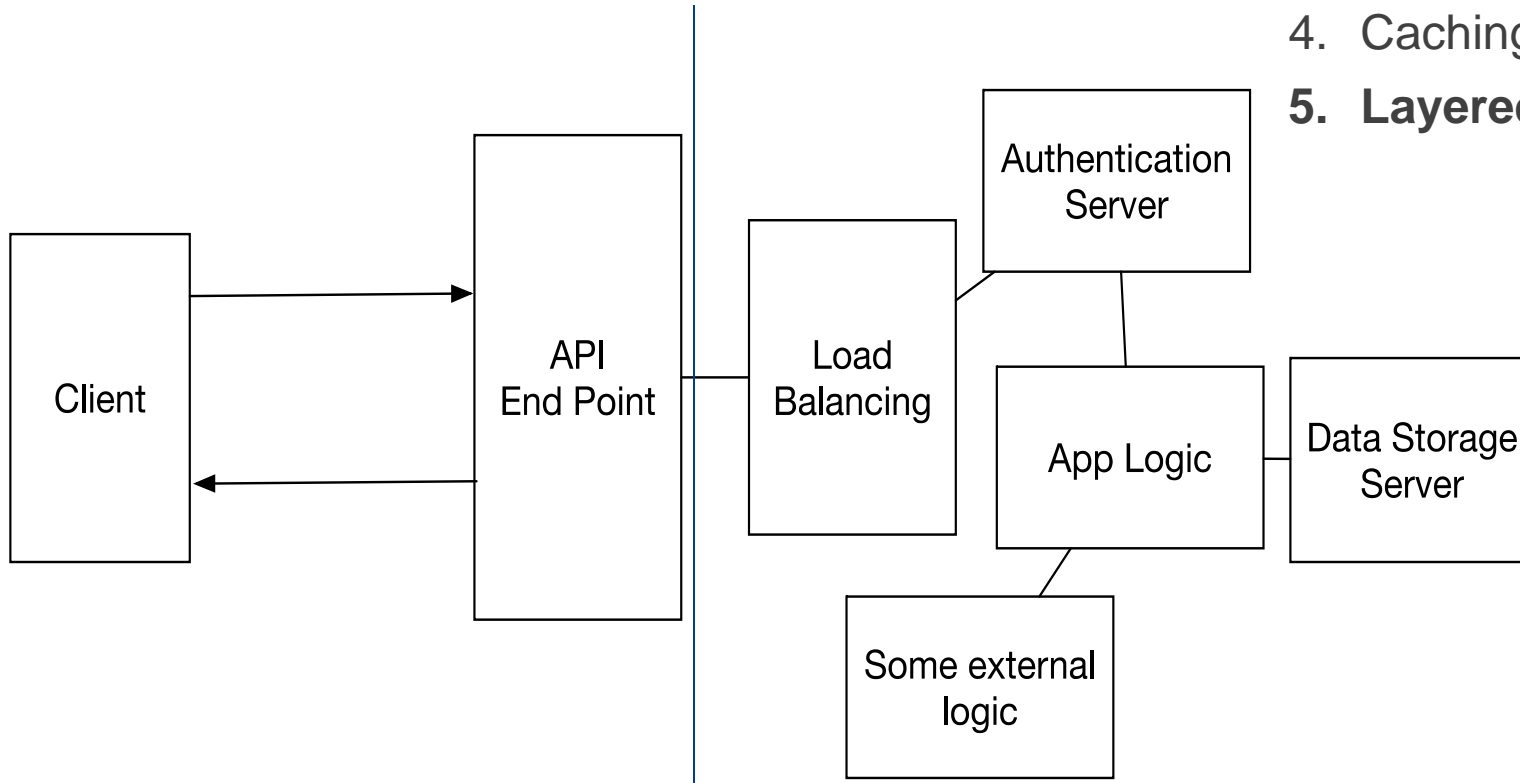 4. Caching
5. Layered
Authentication
Server
Client
API
End Point
Load
Balancing
App Logic
Data Storage
Server
Some external
logic